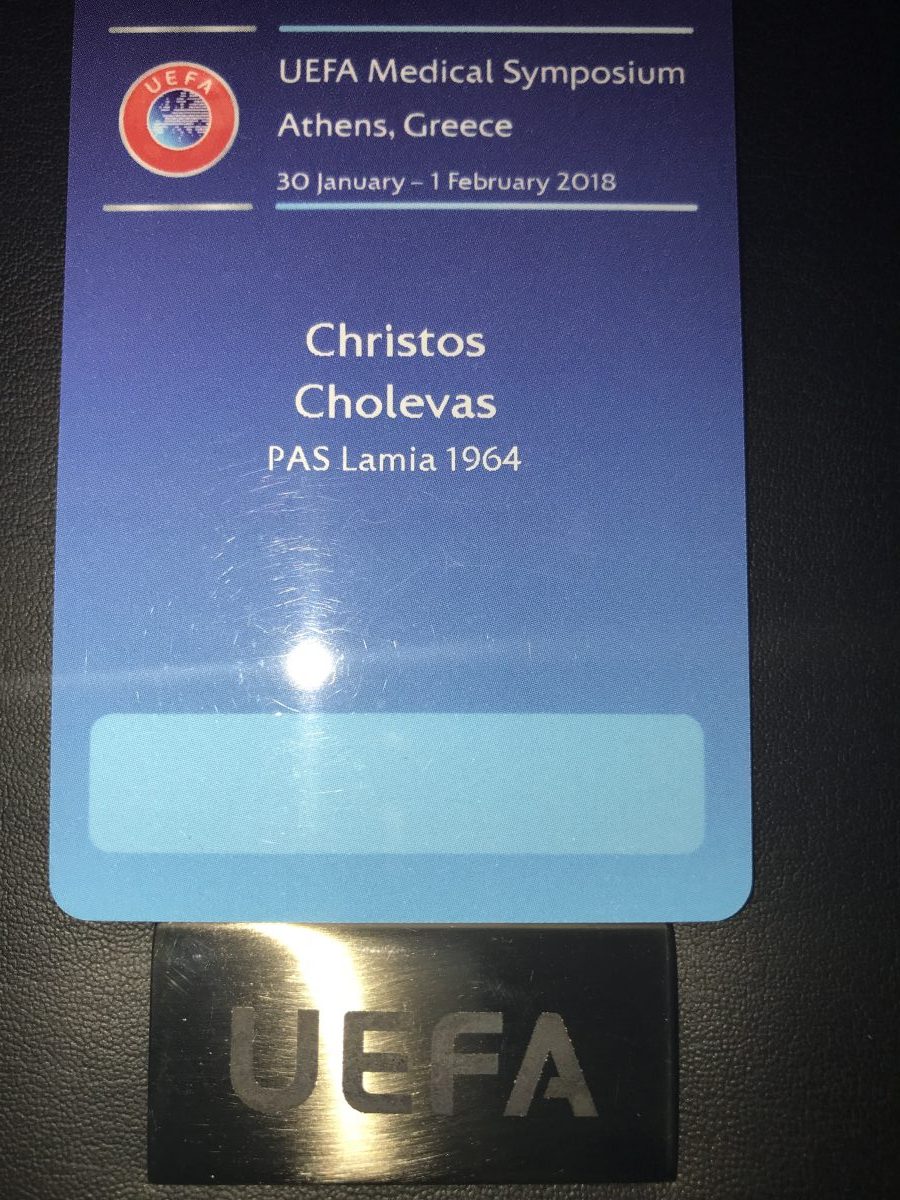 UEFA
UEFA Medical Symposium
Athens, Greece
30 January – 1 February 2018
Christos
Cholevas
PAS Lamia 1964
UEFA